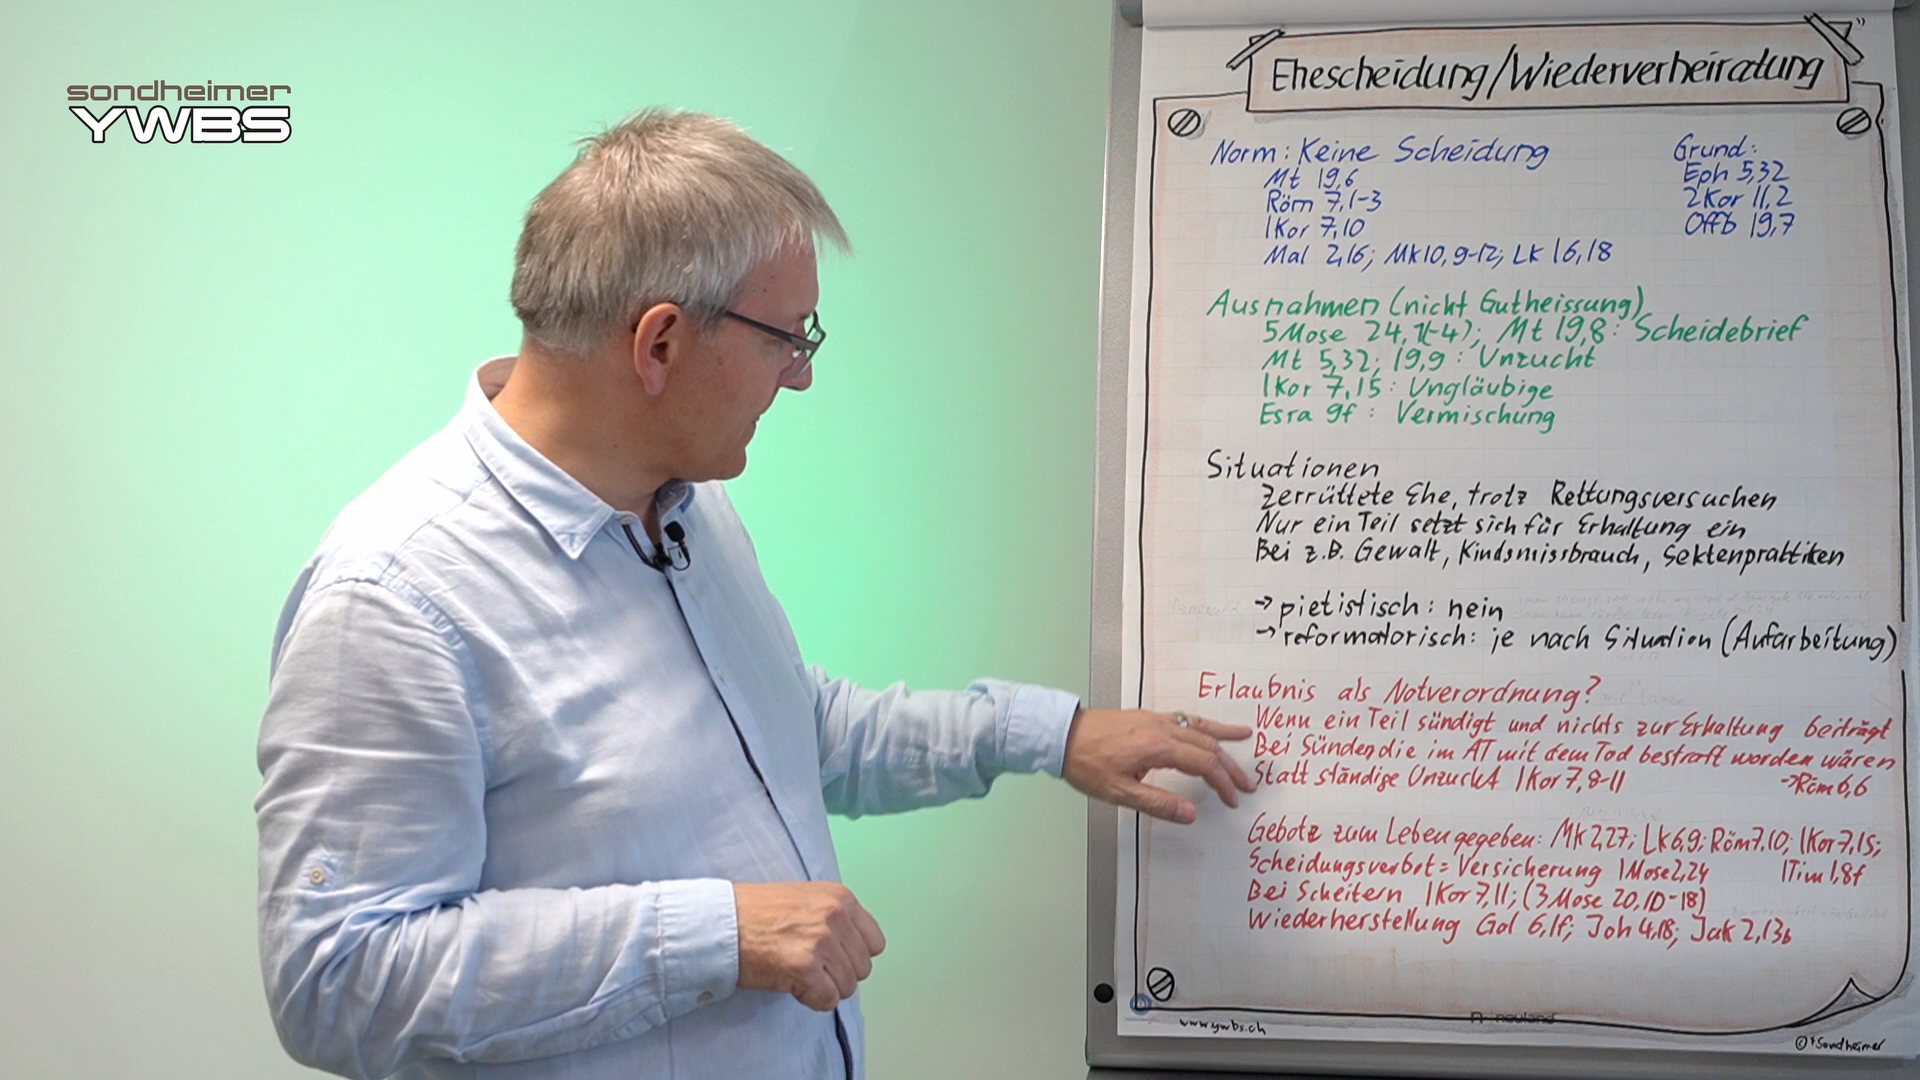 sondheimer
YWBS
Ehescheidung/Wiederverheiratung
Norm: Keine Scheidung
Mt 19,6
Röm 7,1-3
1Kor 7,10
Mal 2,16; Mk10,9-12; Lk 16,18
Grund:
Eph 5,32
2Kor 11,2
Offb 19,7
Ausnahmen (nicht Gutheissung)
5Mose 24,1(-4); Mt 19,8: Scheidebrief
Mt 5,32; 19,9: Unzucht
1Kor 7,15: Ungläubige
Esra 9f: Vermischung
Situationen
Zerrüttete Ehe, trotz Rettungsversuchen
Nur ein Teil setzt sich für Erhaltung ein
Bei z.B. Gewalt, Kindsmissbrauch, Sektenpraktiken
→ pietistisch: nein
→ reformatorisch: je nach Situation (Aufarbeitung)
Erlaubnis als Notverordnung?
Wenn ein Teil sündigt und nichts zur Erhaltung beiträgt
Bei Sünden, die im AT mit dem Tod bestraft worden wären
Statt ständige Unzucht 1Kor 7,8-11 →Röm 6,6
Gebote zum Leben gegeben: Mk 2,27; Lk 6,9; Röm 7,10; 1Kor 7,15;
Scheidungsverbot = Versicherung 1Mose 2,24 1Tim 1,8f
Bei Scheitern 1Kor 7,11; (3Mose 20,10-18)
Wiederherstellung Gal 6,1f; Joh 4,18; Jak 2,13b
neuland
www.ywbs.ch
©Sondheimer